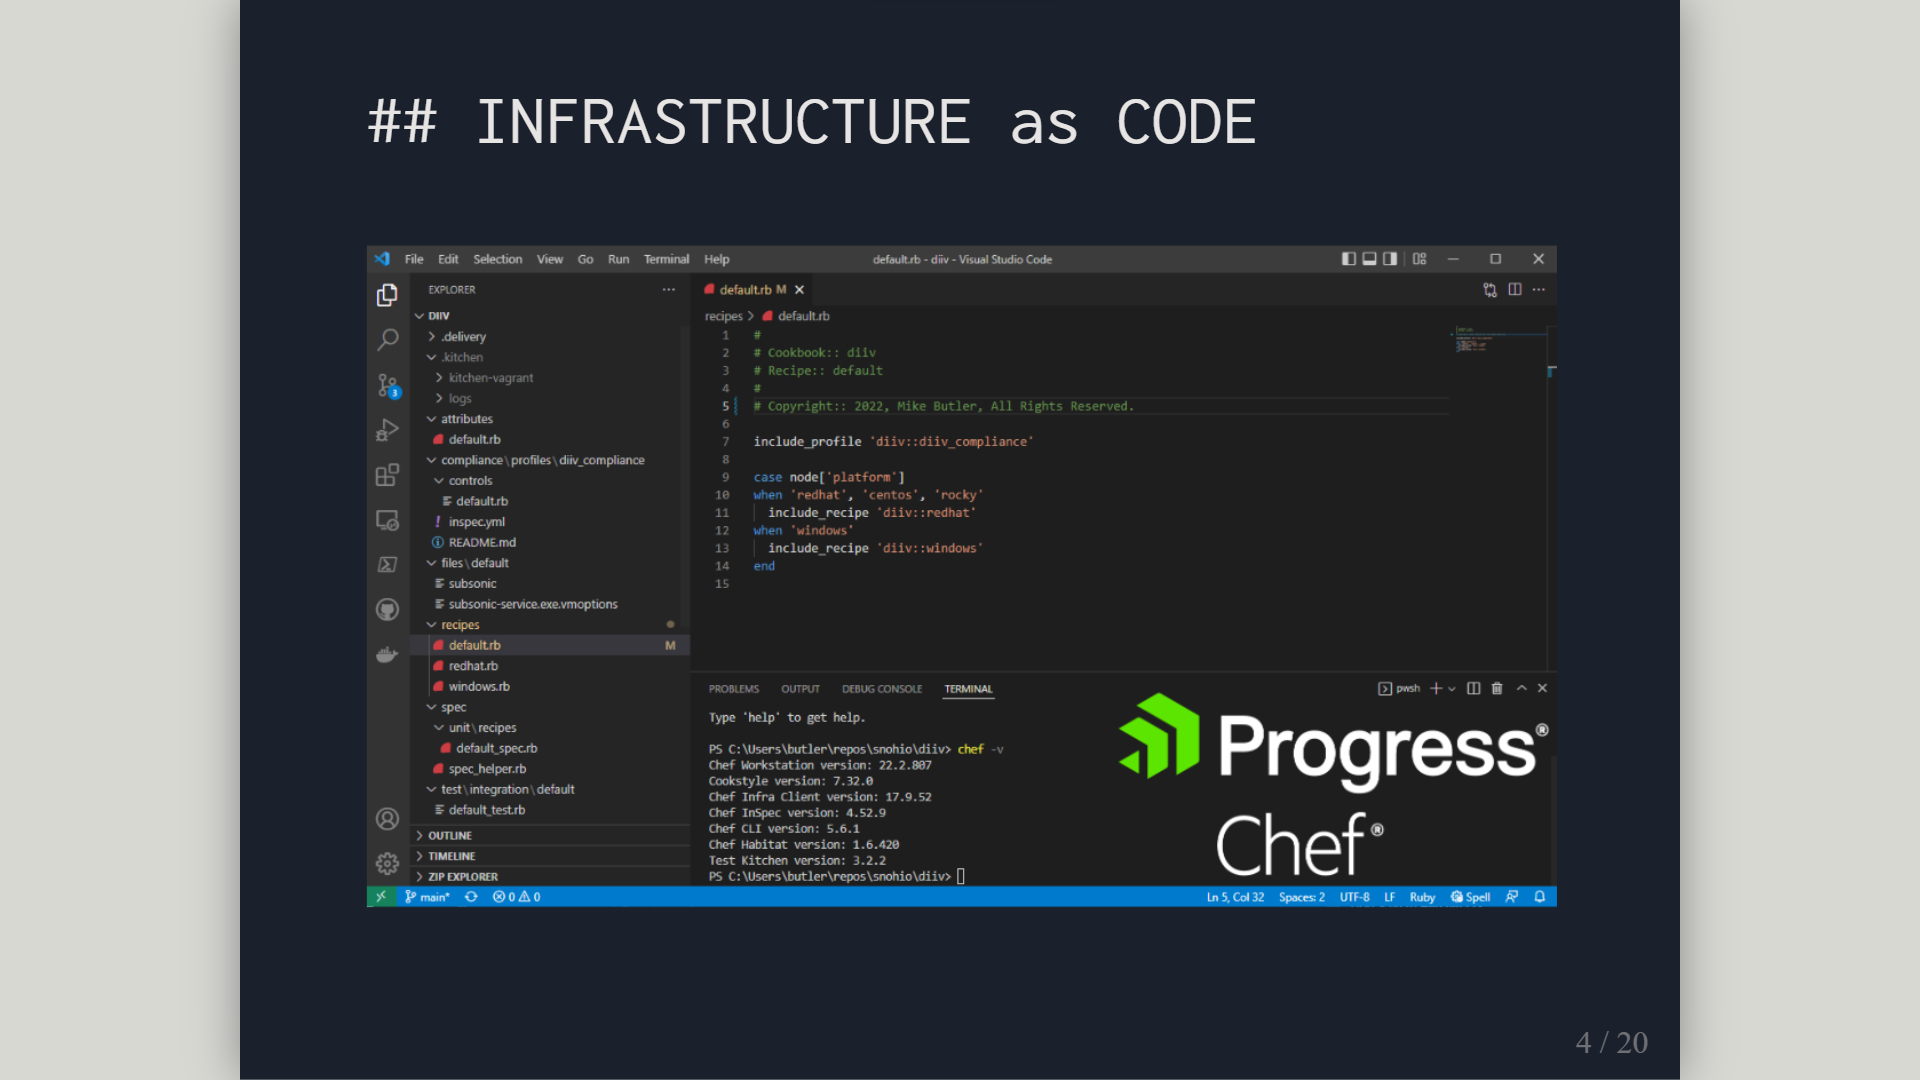 ## INFRASTRUCTURE as CODE
File Edit Selection View Go Run Terminal Help
default.rb - diiv - Visual Studio Code
EXPLORER
DIIV
.delivery
.kitchen
kitchen-vagrant
logs
attributes
default.rb
compliance\profiles\diiv_compliance
controls
default.rb
! inspec.yml
README.md
files\default
subsonic
subsonic-service.exe.vmoptions
recipes
default.rb M
redhat.rb
windows.rb
spec
unit\recipes
default_spec.rb
spec_helper.rb
test\integration\default
default_test.rb
OUTLINE
TIMELINE
ZIP EXPLORER
default.rb M
recipes > default.rb
1 #
2 # Cookbook:: diiv
3 # Recipe:: default
4 #
5 # Copyright:: 2022, Mike Butler, All Rights Reserved.
6
7 include_profile 'diiv::diiv_compliance'
8
9 case node['platform']
10 when 'redhat', 'centos', 'rocky'
11 include_recipe 'diiv::redhat'
12 when 'windows'
13 include_recipe 'diiv::windows'
14 end
15
PROBLEMS OUTPUT DEBUG CONSOLE TERMINAL
pwsh
Type 'help' to get help.
PS C:\Users\butler\repos\snohio\diiv> chef -v
Chef Workstation version: 22.2.807
Cookstyle version: 7.32.0
Chef Infra Client version: 17.9.52
Chef InSpec version: 4.52.9
Chef CLI version: 5.6.1
Chef Habitat version: 1.6.420
Test Kitchen version: 3.2.2
PS C:\Users\butler\repos\snohio\diiv>
Progress®
Chef®
3
main* 0 0
Ln 5, Col 32 Spaces: 2 UTF-8 LF Ruby Spell
4 / 20